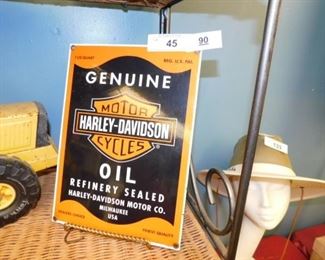 45 90
1 US QUART REG. U.S. PAT.
GENUINE
MOTOR
HARLEY-DAVIDSON
CYCLES
®
OIL
REFINERY SEALED
HARLEY-DAVIDSON MOTOR CO.
MILWAUKEE
USA